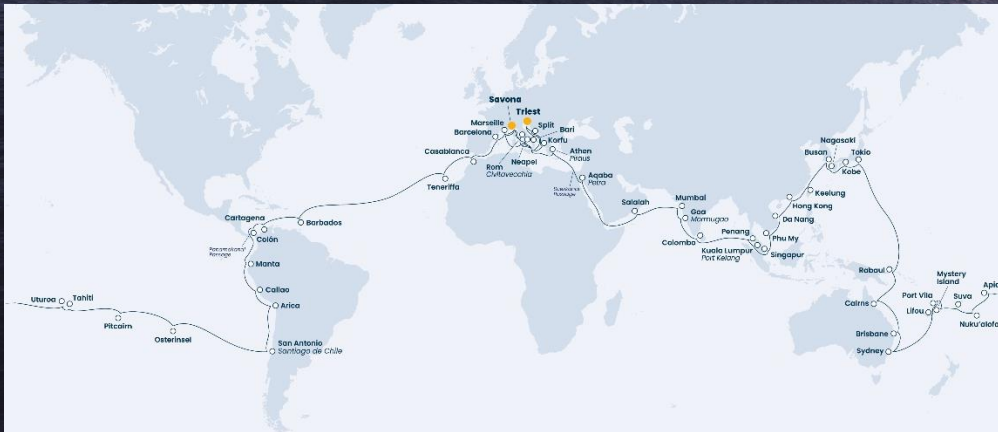 Savona
Triest
Marseille
Split
Barcelona
Bari
Korfu
Casablanca
Rom
Civitavecchia
Neapel
Athen
Piräus
Teneriffa
Aqaba
Petra
Cartagena
Barbados
Colón
Panamakanal
Passage
Manta
Callao
Arica
San Antonio
Santiago de Chile
Uturoa
Tahiti
Pitcairn
Osterinsel
Salalah
Mumbai
Goa
Mormugao
Colombo
Penang
Kuala Lumpur
Port Kelang
Singapur
Phu My
Da Nang
Hong Kong
Keelung
Nagasaki
Busan
Tokio
Kobe
Rabaul
Cairns
Brisbane
Sydney
Mystery
Island
Port Vila
Lifou
Suva
Apia
Nuku'alofa